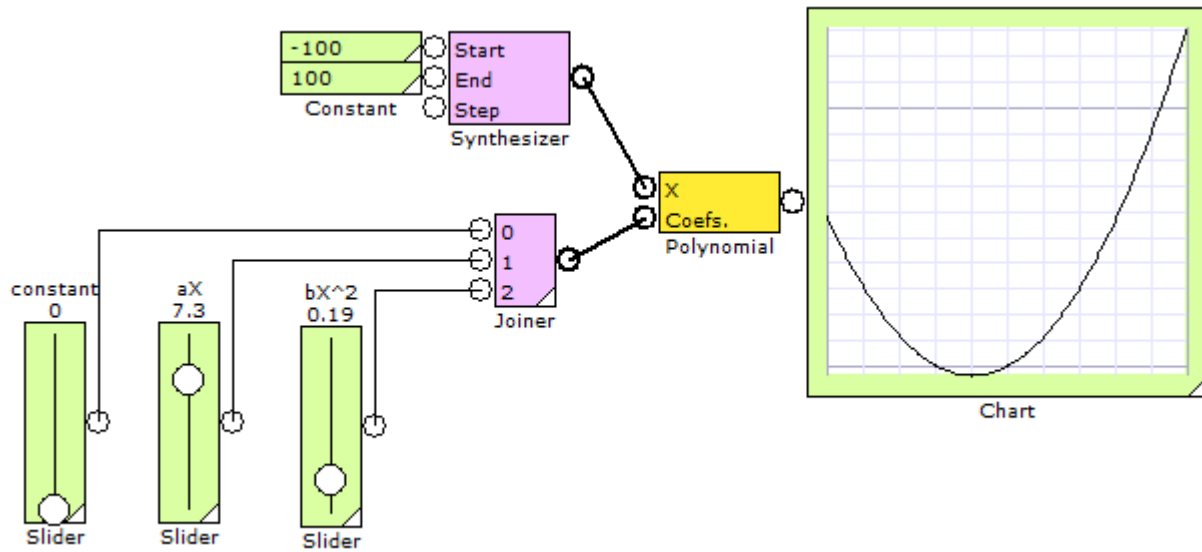 -100
Start
100
End
Constant
Step
Synthesizer
X
Coefs.
Polynomial
0
1
2
Joiner
constant
0
aX
7.3
bX^2
0.19
Slider
Slider
Slider
Chart